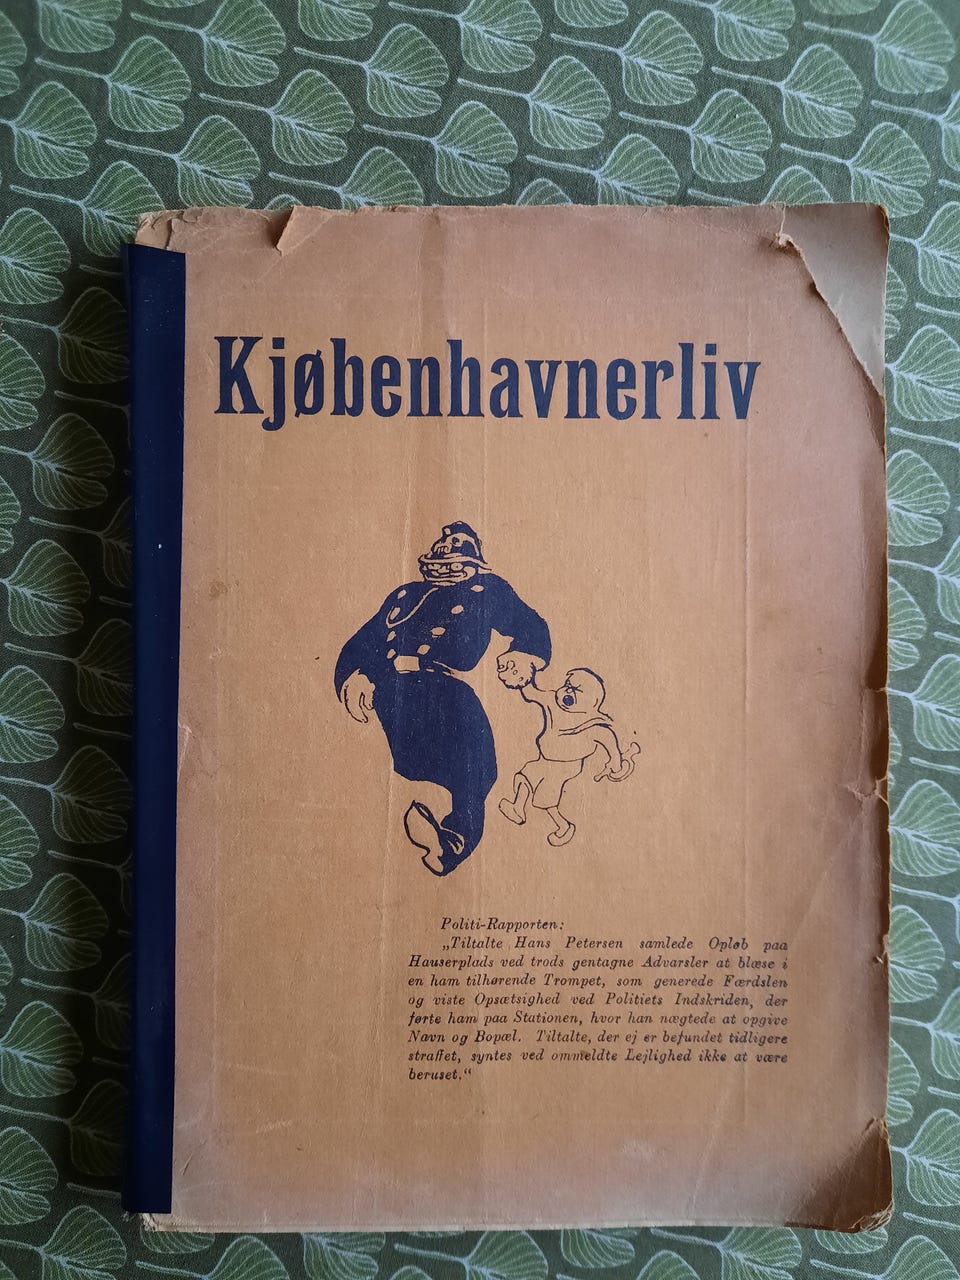 Kjøbenhavnerliv
Politi-Rapporten:
„Tiltalte Hans Petersen samlede Opløb paa
Hauserplads ved trods gentagne Advarsler at blæse i
en ham tilhørende Trompet, som generede Færdslen
og viste Opsætsighed ved Politiets Indskriden, der
førte ham paa Stationen, hvor han nægtede at opgive
Navn og Bopæl. Tiltalte, der ej er befundet tidligere
straffet, syntes ved ommeldte Lejlighed ikke at være
beruset.“